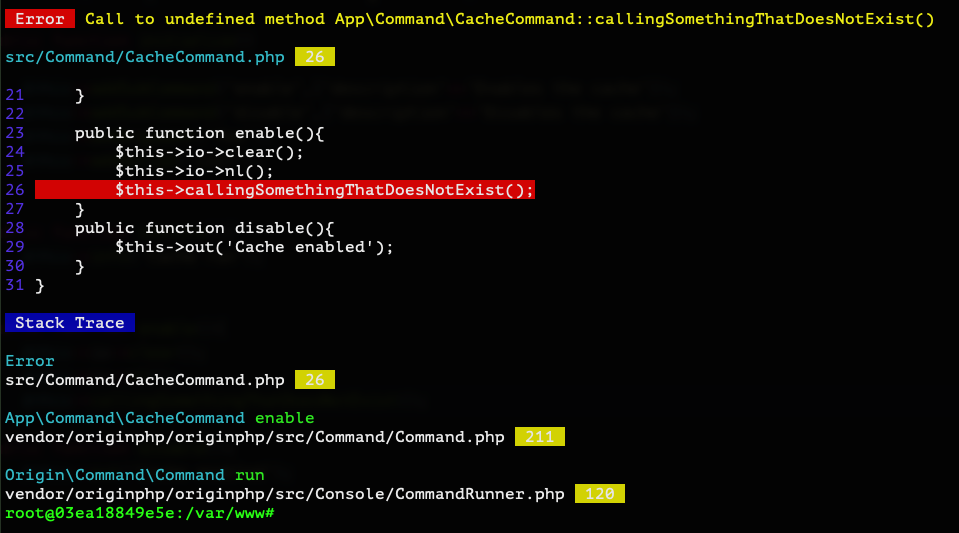 Error Call to undefined method App\Command\CacheCommand::callingSomethingThatDoesNotExist()
src/Command/CacheCommand.php 26
21     }
22
23     public function enable(){
24         $this->io->clear();
25         $this->io->nl();
26         $this->callingSomethingThatDoesNotExist();
27     }
28     public function disable(){
29         $this->out('Cache enabled');
30     }
31 }
Stack Trace
Error
src/Command/CacheCommand.php 26
App\Command\CacheCommand enable
vendor/originphp/originphp/src/Command/Command.php 211
Origin\Command\Command run
vendor/originphp/originphp/src/Console/CommandRunner.php 120
root@03ea18849e5e:/var/www#